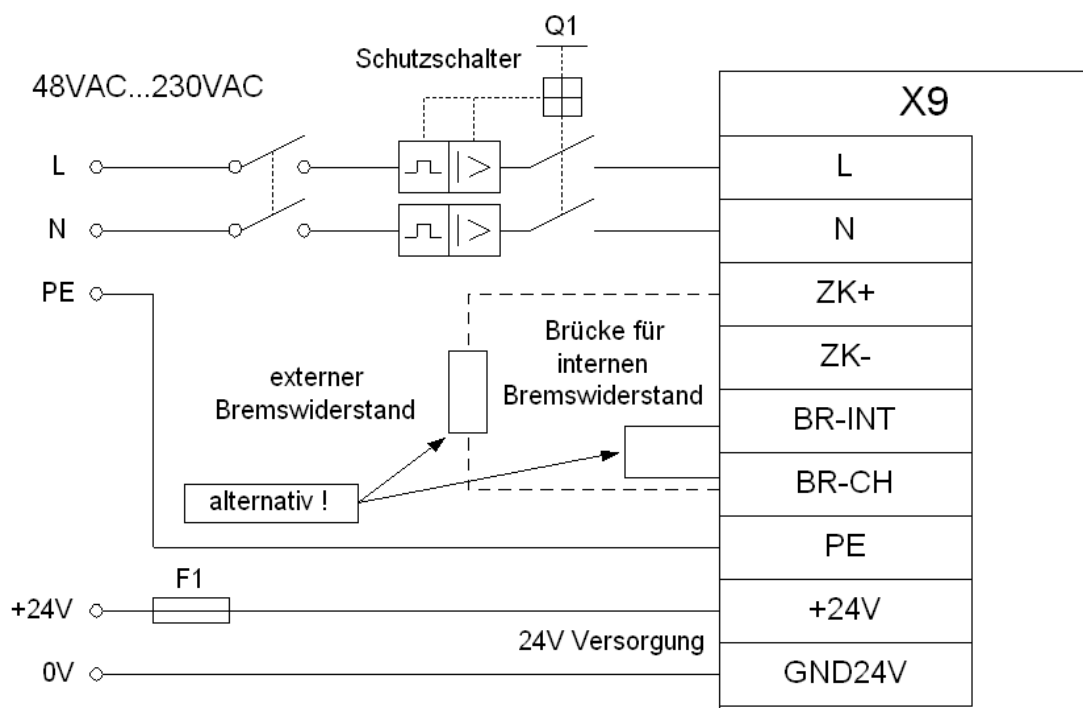 Q1
Schutzschalter
48VAC...230VAC
X9
L
L
N
N
PE
ZK+
Brücke für
internen
Bremswiderstand
ZK-
externer
Bremswiderstand
BR-INT
BR-CH
alternativ !
PE
F1
+24V
+24V
24V Versorgung
0V
GND24V